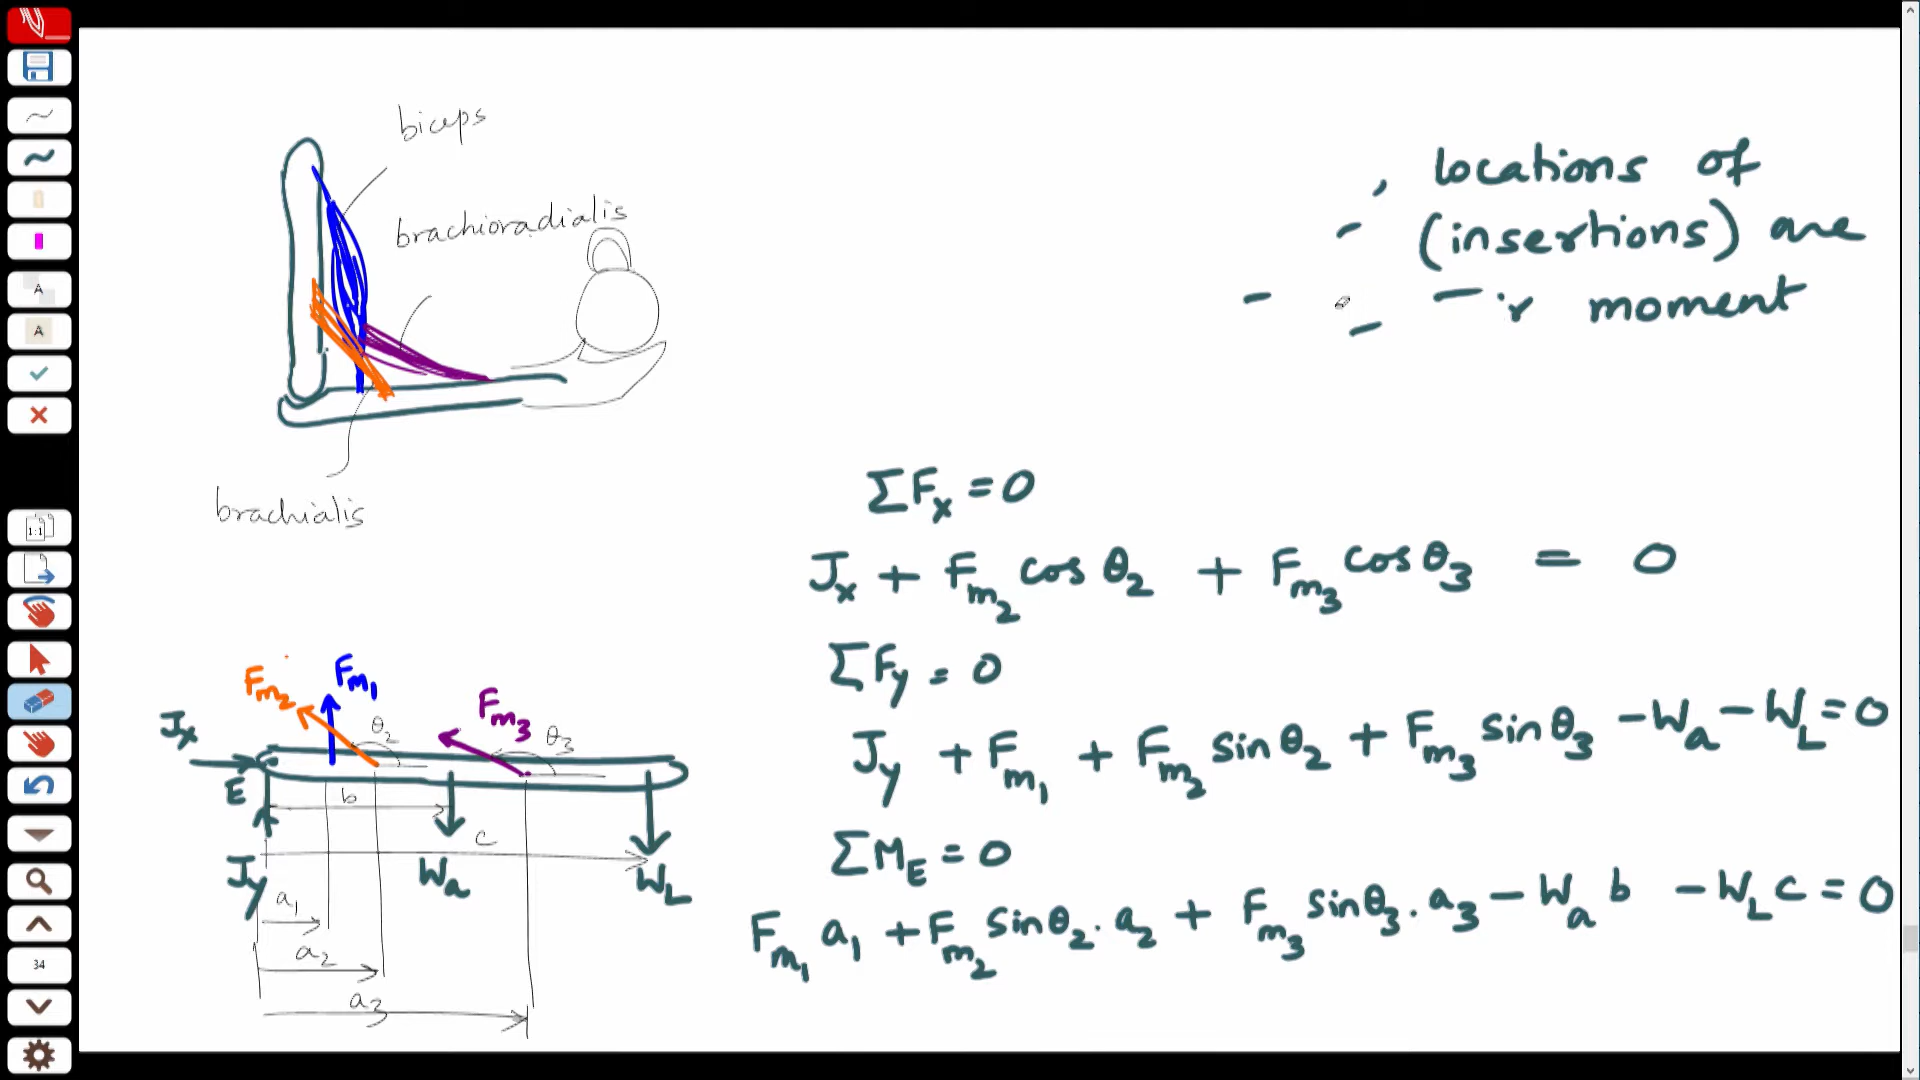 biceps
brachioradialis
brachialis
locations of
(insertions) are
moment
ΣFx = 0
Jx + Fm2 cos θ2 + Fm3 cos θ3 = 0
ΣFy = 0
Jy + Fm1 + Fm2 sin θ2 + Fm3 sin θ3 - Wa - WL = 0
ΣME = 0
Fm1 a1 + Fm2 sin θ2 . a2 + Fm3 sin θ3 . a3 - Wa b - WL c = 0
Fm2 Fm1 Fm3
Jx θ2 θ3
E b
c
Jy Wa WL
a1
a2
a3
A
A
1:1
34